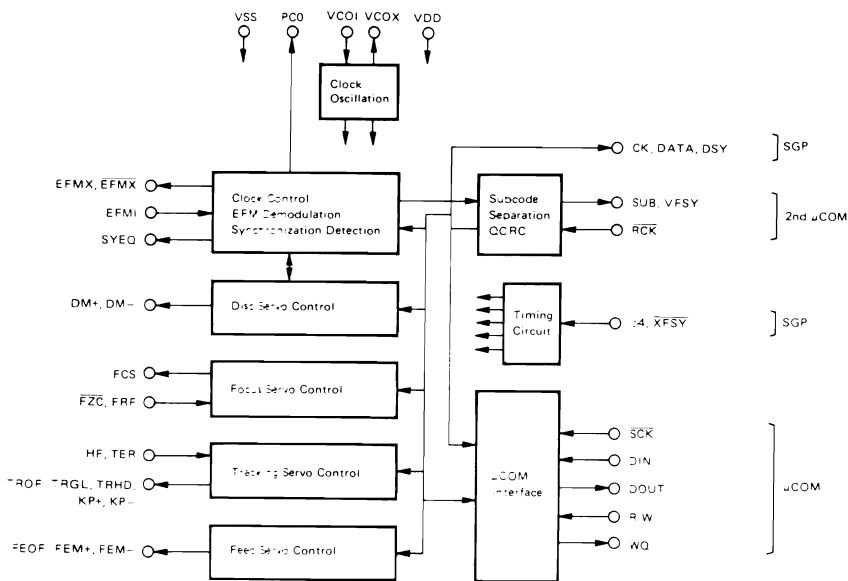 VSS PC0 VCOI VCOX VDD
Clock
Oscillation
CK, DATA, DSY SGP
EFMX, EFMX
EFMI
SYEQ
Clock Control
EFM Demodulation
Synchronization Detection
Subcode
Separation
QCRC
SUB, VFSY
RCK
2nd μCOM
DM+, DM−
Disc Servo Control
Timing
Circuit
XFSY SGP
FCS
FZC, FRF
Focus Servo Control
HF, TER
TRGL, TRHD,
KP+, KP−
Tracking Servo Control
μCOM
Interface
SCK
DIN
DOUT
R/W
WQ
μCOM
FEM+, FEM−
Feed Servo Control